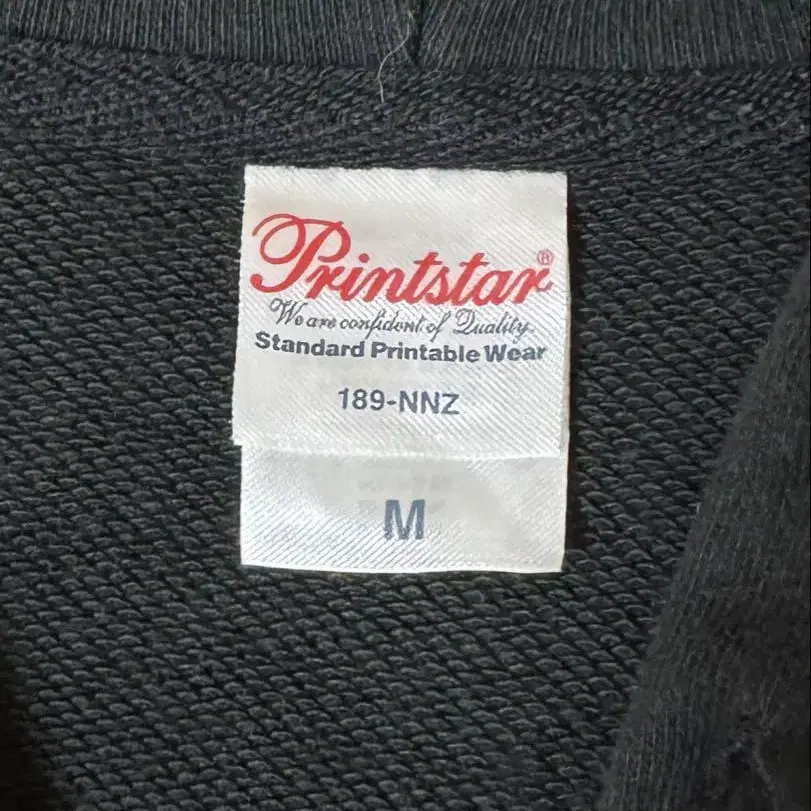 Printstar®
We are confident of Quality.
Standard Printable Wear
189-NNZ
M